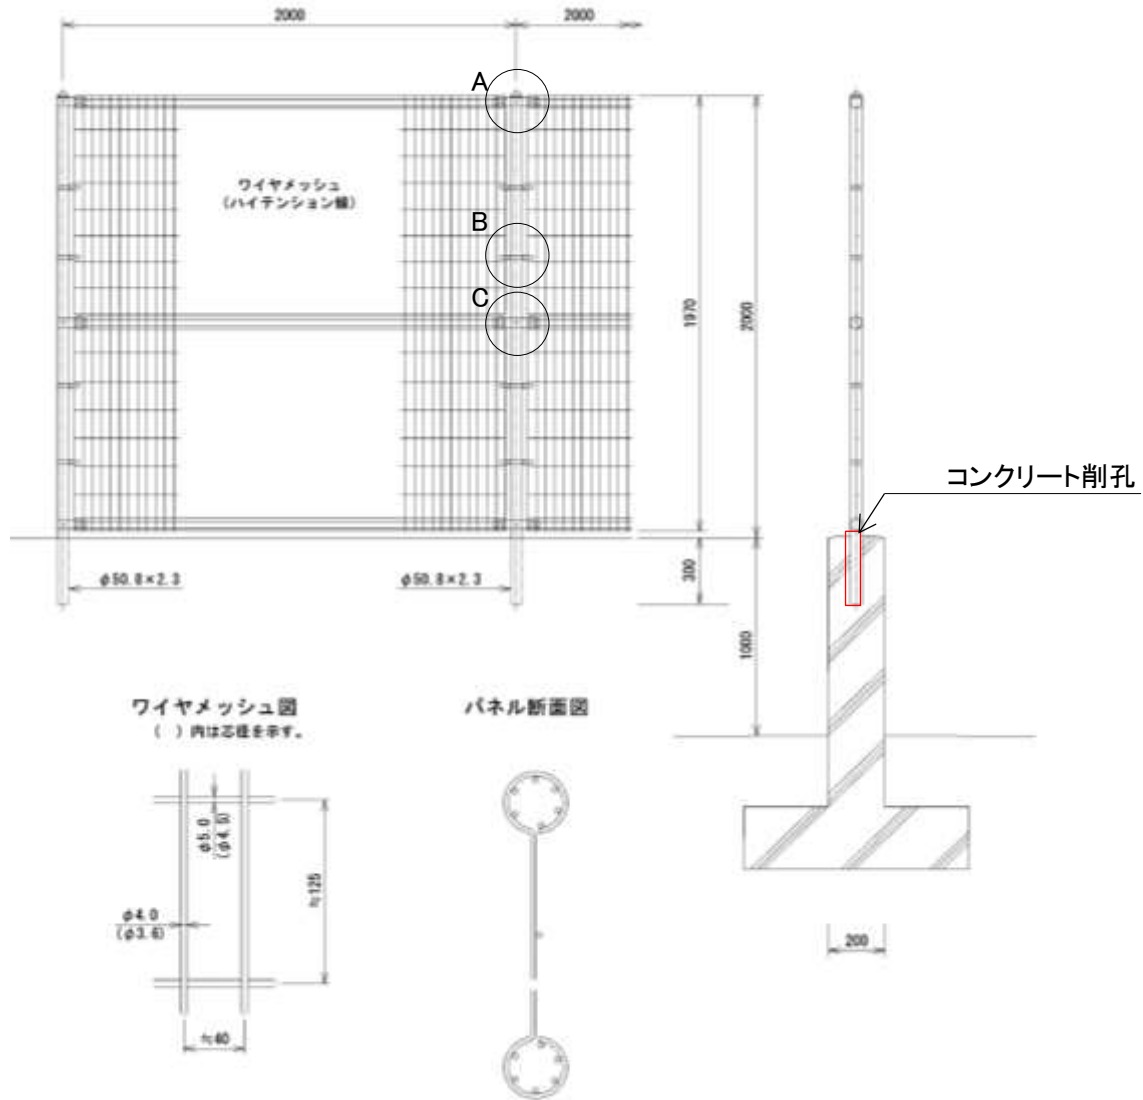 2000
2000
A
ワイヤメッシュ
(ハイテンション線)
B
C
1970
2000
コンクリート削孔
φ50.8×2.3
φ50.8×2.3
300
1000
ワイヤメッシュ図
( )内は芯径を示す。
パネル断面図
φ5.0
(φ4.5)
≒125
φ4.0
(φ3.6)
≒40
200